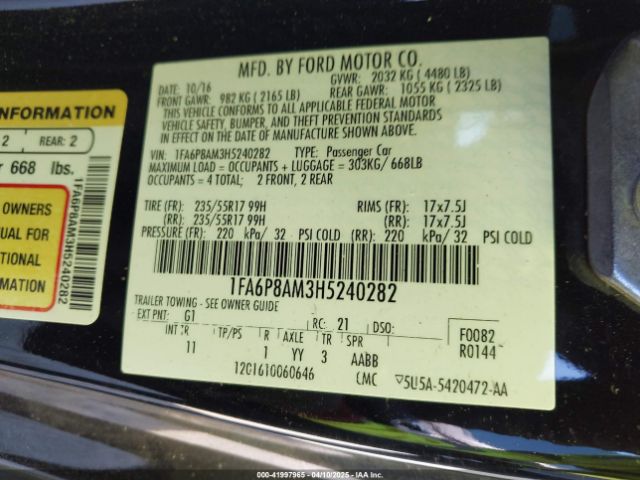 MFD. BY FORD MOTOR CO.
DATE: 10/16 GVWR: 2032 KG ( 4480 LB)
FRONT GAWR: 982 KG ( 2165 LB) REAR GAWR: 1055 KG ( 2325 LB)
THIS VEHICLE CONFORMS TO ALL APPLICABLE FEDERAL MOTOR
VEHICLE SAFETY, BUMPER, AND THEFT PREVENTION STANDARDS
IN EFFECT ON THE DATE OF MANUFACTURE SHOWN ABOVE.
VIN: 1FA6P8AM3H5240282 TYPE: Passenger Car
MAXIMUM LOAD = OCCUPANTS + LUGGAGE = 303KG/ 668LB
OCCUPANTS = 4 TOTAL; 2 FRONT, 2 REAR
TIRE (FR): 235/55R17 99H RIMS (FR): 17x7.5J
(RR): 235/55R17 99H (RR): 17x7.5J
PRESSURE (FR): 220 kPa/ 32 PSI COLD (RR): 220 kPa/ 32 PSI COLD
1FA6P8AM3H5240282
TRAILER TOWING - SEE OWNER GUIDE
EXT PNT: G1 RC: 21 DSO: F0082
INT TR TP/PS R AXLE TR SPR R0144
11 1 YY 3 AABB
1201610060646 CMC 5U5A-5420472-AA
INFORMATION
2 REAR: 2
r 668 lbs.
OWNERS
NUAL FOR
TIONAL
MATION
1FA6P8AM3H5240282
000-41997965 - 04/10/2025 - IAA Inc.